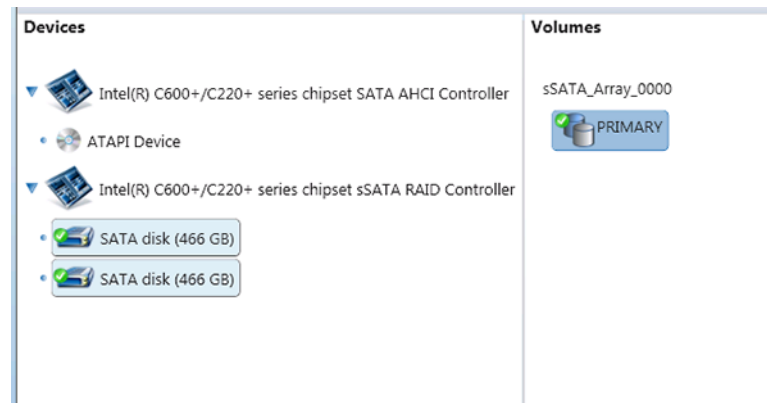 Devices
Intel(R) C600+/C220+ series chipset SATA AHCI Controller
ATAPI Device
Intel(R) C600+/C220+ series chipset sSATA RAID Controller
SATA disk (466 GB)
SATA disk (466 GB)
Volumes
sSATA_Array_0000
PRIMARY